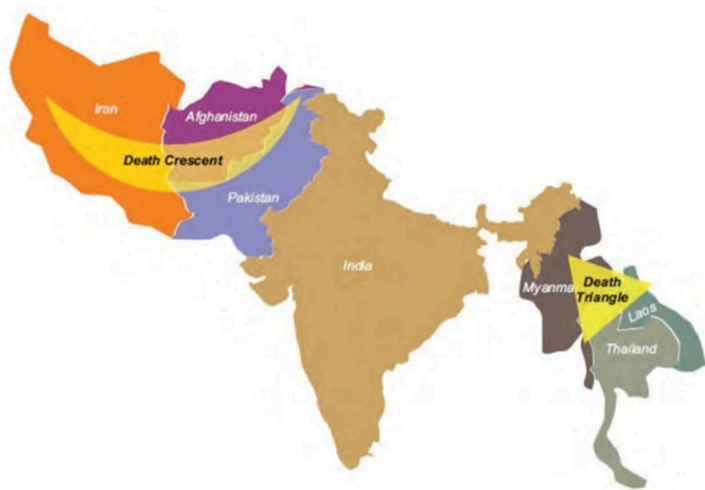 Iran
Afghanistan
Death Crescent
Pakistan
India
Myanma
Death
Triangle
Laos
Thailand